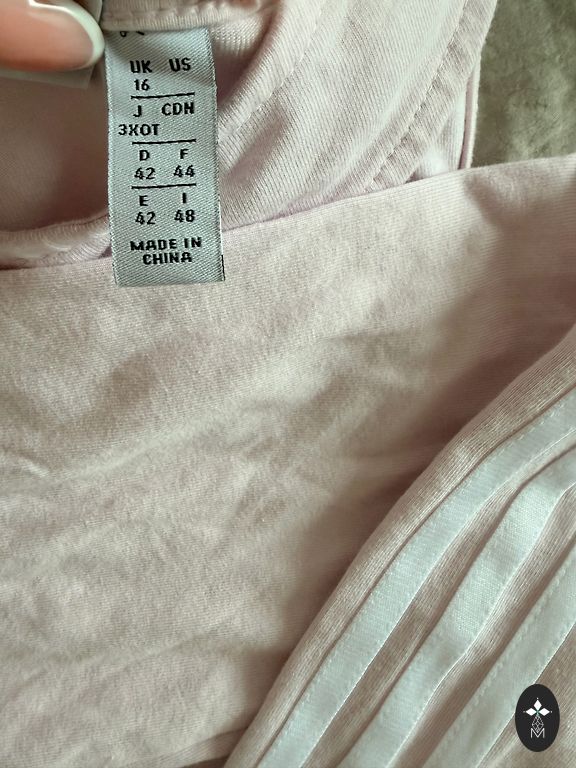 UK US
16
J CDN
3XOT
D F
42 44
E I
42 48
MADE IN
CHINA
M